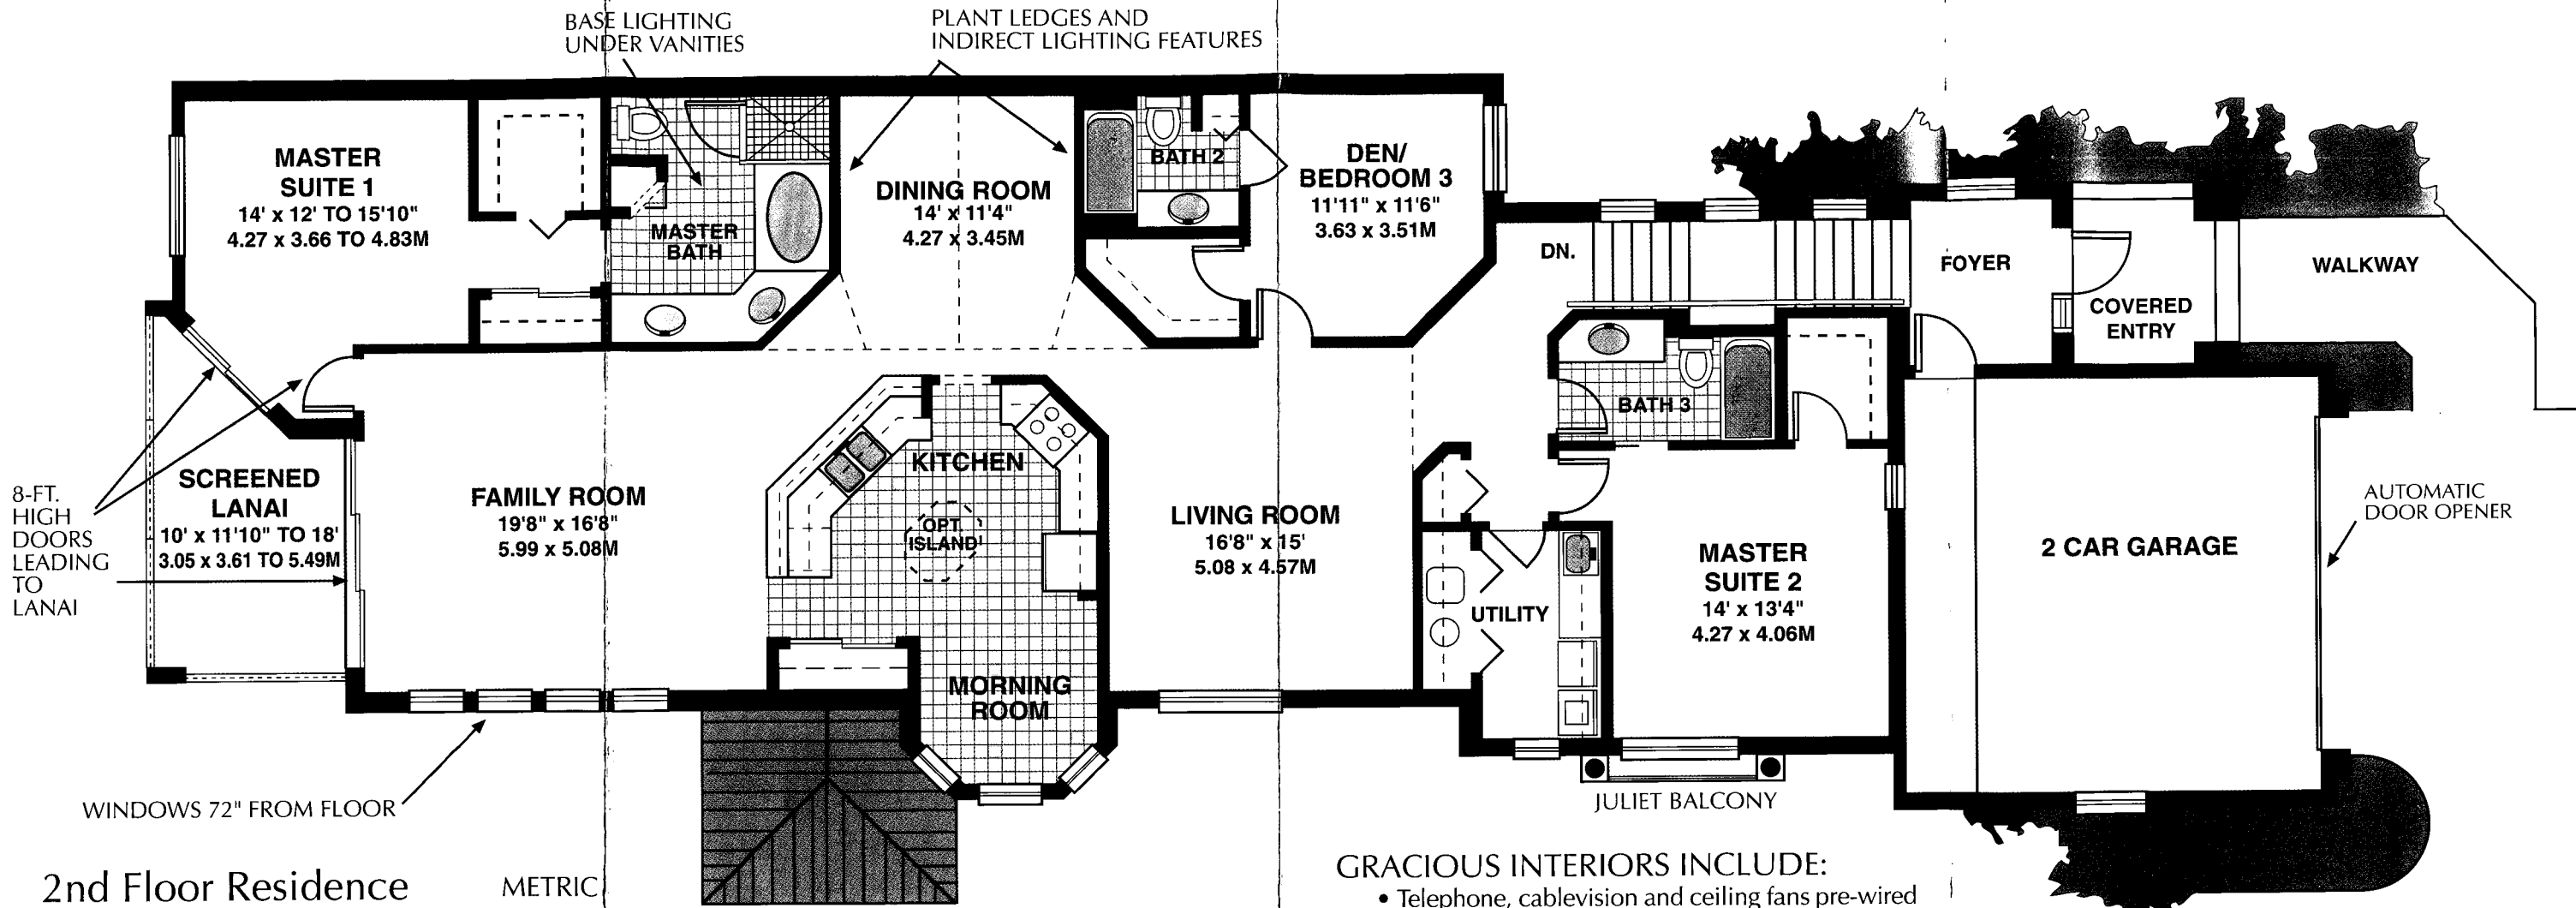 BASE LIGHTING
UNDER VANITIES
PLANT LEDGES AND
INDIRECT LIGHTING FEATURES
MASTER
SUITE 1
14' x 12' TO 15'10"
4.27 x 3.66 TO 4.83M
MASTER
BATH
DINING ROOM
14' x 11'4"
4.27 x 3.45M
BATH 2
DEN/
BEDROOM 3
11'11" x 11'6"
3.63 x 3.51M
DN.
FOYER
COVERED
ENTRY
WALKWAY
8-FT.
HIGH
DOORS
LEADING
TO
LANAI
SCREENED
LANAI
10' x 11'10" TO 18'
3.05 x 3.61 TO 5.49M
FAMILY ROOM
19'8" x 16'8"
5.99 x 5.08M
KITCHEN
OPT.
ISLAND
MORNING
ROOM
LIVING ROOM
16'8" x 15'
5.08 x 4.57M
BATH 3
UTILITY
MASTER
SUITE 2
14' x 13'4"
4.27 x 4.06M
2 CAR GARAGE
AUTOMATIC
DOOR OPENER
WINDOWS 72" FROM FLOOR
JULIET BALCONY
2nd Floor Residence
METRIC
GRACIOUS INTERIORS INCLUDE:
• Telephone, cablevision and ceiling fans pre-wired